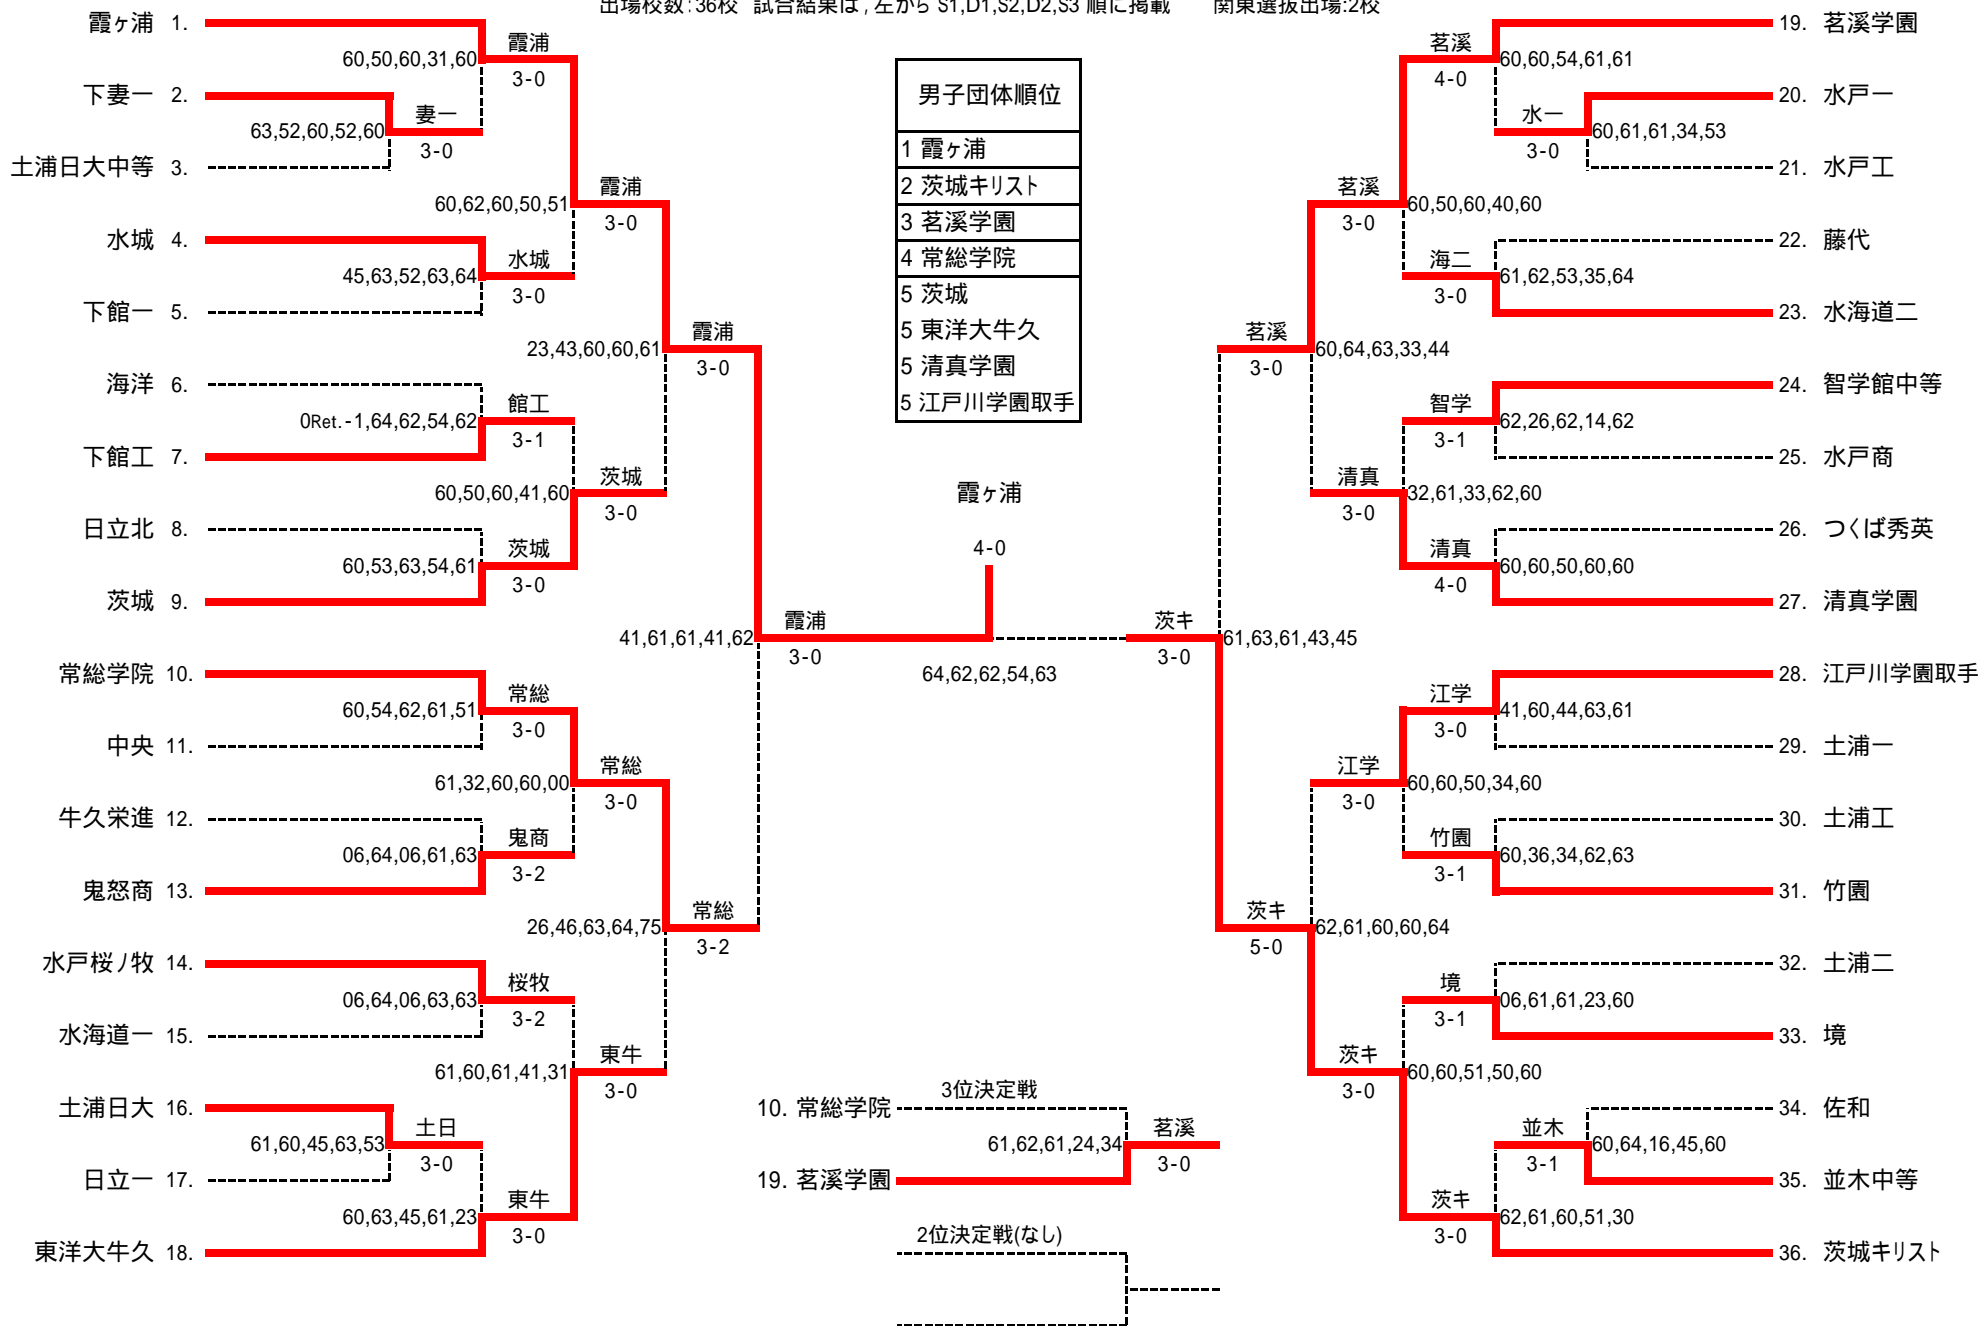 出場校数:36校 試合結果は,左から S1,D1,S2,D2,S3 順に掲載 関東選抜出場:2校
霞ヶ浦 1.
60,50,60,31,60
霞浦
3-0
下妻一 2.
63,52,60,52,60
妻一
3-0
土浦日大中等 3.
60,62,60,50,51
霞浦
3-0
水城 4.
45,63,52,63,64
水城
3-0
下館一 5.
23,43,60,60,61
霞浦
3-0
海洋 6.
0Ret.-1,64,62,54,62
館工
3-1
下館工 7.
60,50,60,41,60
茨城
3-0
日立北 8.
60,53,63,54,61
茨城
3-0
茨城 9.
41,61,61,41,62
霞浦
3-0
常総学院 10.
60,54,62,61,51
常総
3-0
中央 11.
61,32,60,60,00
常総
3-0
牛久栄進 12.
06,64,06,61,63
鬼商
3-2
鬼怒商 13.
26,46,63,64,75
常総
3-2
水戸桜ノ牧 14.
06,64,06,63,63
桜牧
3-2
水海道一 15.
61,60,61,41,31
東牛
3-0
土浦日大 16.
61,60,45,63,53
土日
3-0
日立一 17.
60,63,45,61,23
東牛
3-0
東洋大牛久 18.
男子団体順位
1 霞ヶ浦
2 茨城キリスト
3 茗溪学園
4 常総学院
5 茨城
5 東洋大牛久
5 清真学園
5 江戸川学園取手
霞ヶ浦
4-0
64,62,62,54,63
3位決定戦
10. 常総学院
61,62,61,24,34
茗溪
3-0
19. 茗溪学園
2位決定戦(なし)
19. 茗溪学園
茗溪
4-0
60,60,54,61,61
20. 水戸一
水一
3-0
60,61,61,34,53
21. 水戸工
茗溪
3-0
60,50,60,40,60
22. 藤代
海二
3-0
61,62,53,35,64
23. 水海道二
茗溪
3-0
60,64,63,33,44
24. 智学館中等
智学
3-1
62,26,62,14,62
25. 水戸商
清真
3-0
32,61,33,62,60
26. つくば秀英
清真
4-0
60,60,50,60,60
27. 清真学園
茨キ
3-0
61,63,61,43,45
28. 江戸川学園取手
江学
3-0
41,60,44,63,61
29. 土浦一
江学
3-0
60,60,50,34,60
30. 土浦工
竹園
3-1
60,36,34,62,63
31. 竹園
茨キ
5-0
62,61,60,60,64
32. 土浦二
境
3-1
06,61,61,23,60
33. 境
茨キ
3-0
60,60,51,50,60
34. 佐和
並木
3-1
60,64,16,45,60
35. 並木中等
茨キ
3-0
62,61,60,51,30
36. 茨城キリスト